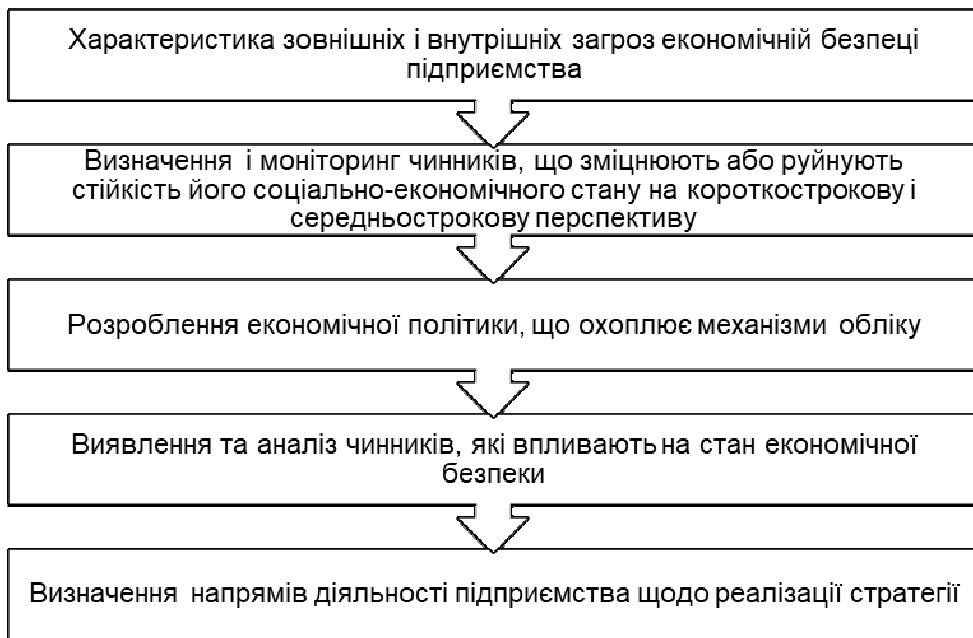 Характеристика зовнішніх і внутрішніх загроз економічній безпеці
підприємства
Визначення і моніторинг чинників, що зміцнюють або руйнують
стійкість його соціально-економічного стану на короткострокову і
середньострокову перспективу
Розроблення економічної політики, що охоплює механізми обліку
Виявлення та аналіз чинників, які впливають на стан економічної
безпеки
Визначення напрямів діяльності підприємства щодо реалізації стратегії